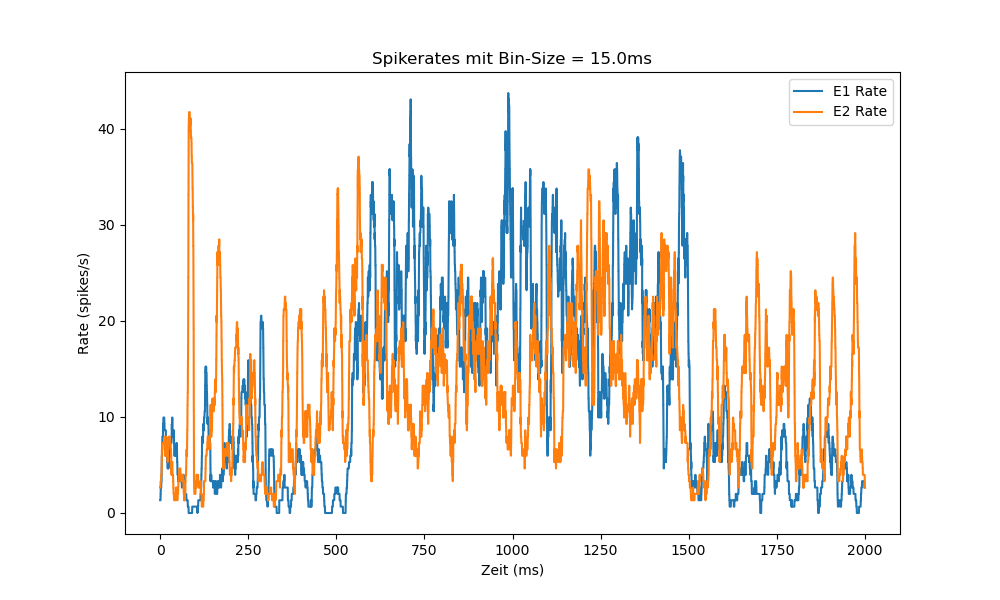 Spikerates mit Bin-Size = 15.0ms
E1 Rate
E2 Rate
Rate (spikes/s)
40
30
20
10
0
0 250 500 750 1000 1250 1500 1750 2000
Zeit (ms)